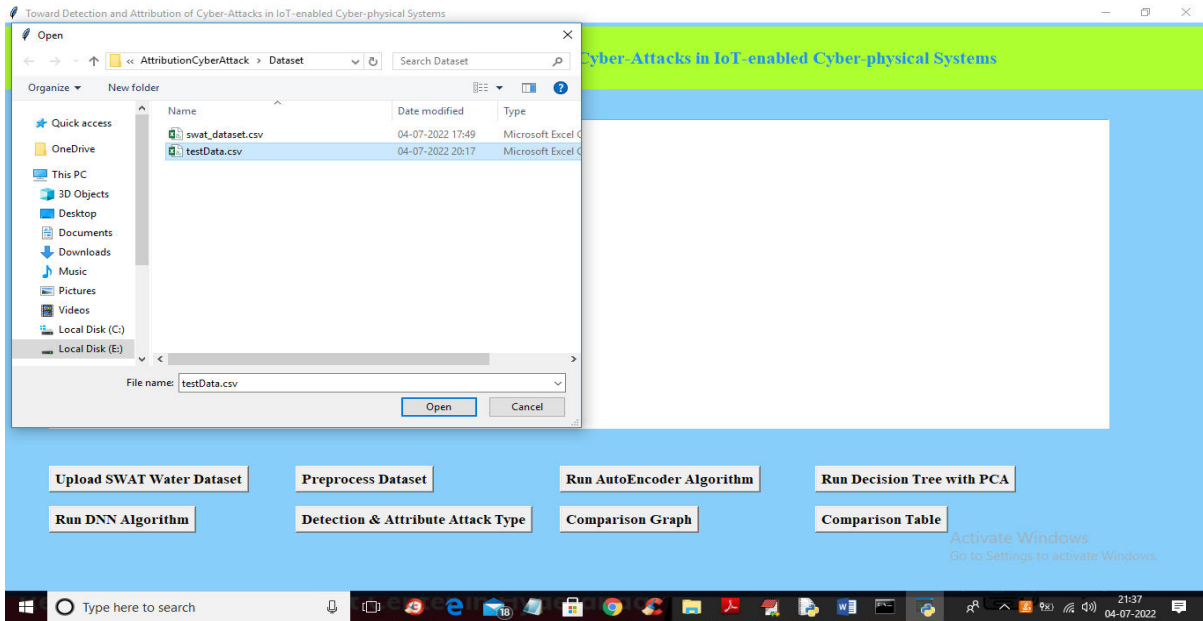 Toward Detection and Attribution of Cyber-Attacks in IoT-enabled Cyber-physical Systems
Open
Cyber-Attacks in IoT-enabled Cyber-physical Systems
« AttributionCyberAttack › Dataset
Search Dataset
Organize New folder
Name Date modified Type
Quick access
swat_dataset.csv 04-07-2022 17:49 Microsoft Excel C
OneDrive
testData.csv 04-07-2022 20:17 Microsoft Excel C
This PC
3D Objects
Desktop
Documents
Downloads
Music
Pictures
Videos
Local Disk (C:)
Local Disk (E:)
File name: testData.csv
Open Cancel
Upload SWAT Water Dataset Preprocess Dataset Run AutoEncoder Algorithm Run Decision Tree with PCA
Run DNN Algorithm Detection & Attribute Attack Type Comparison Graph Comparison Table
Activate Windows
Go to Settings to activate Windows.
Type here to search
18
21:37
04-07-2022